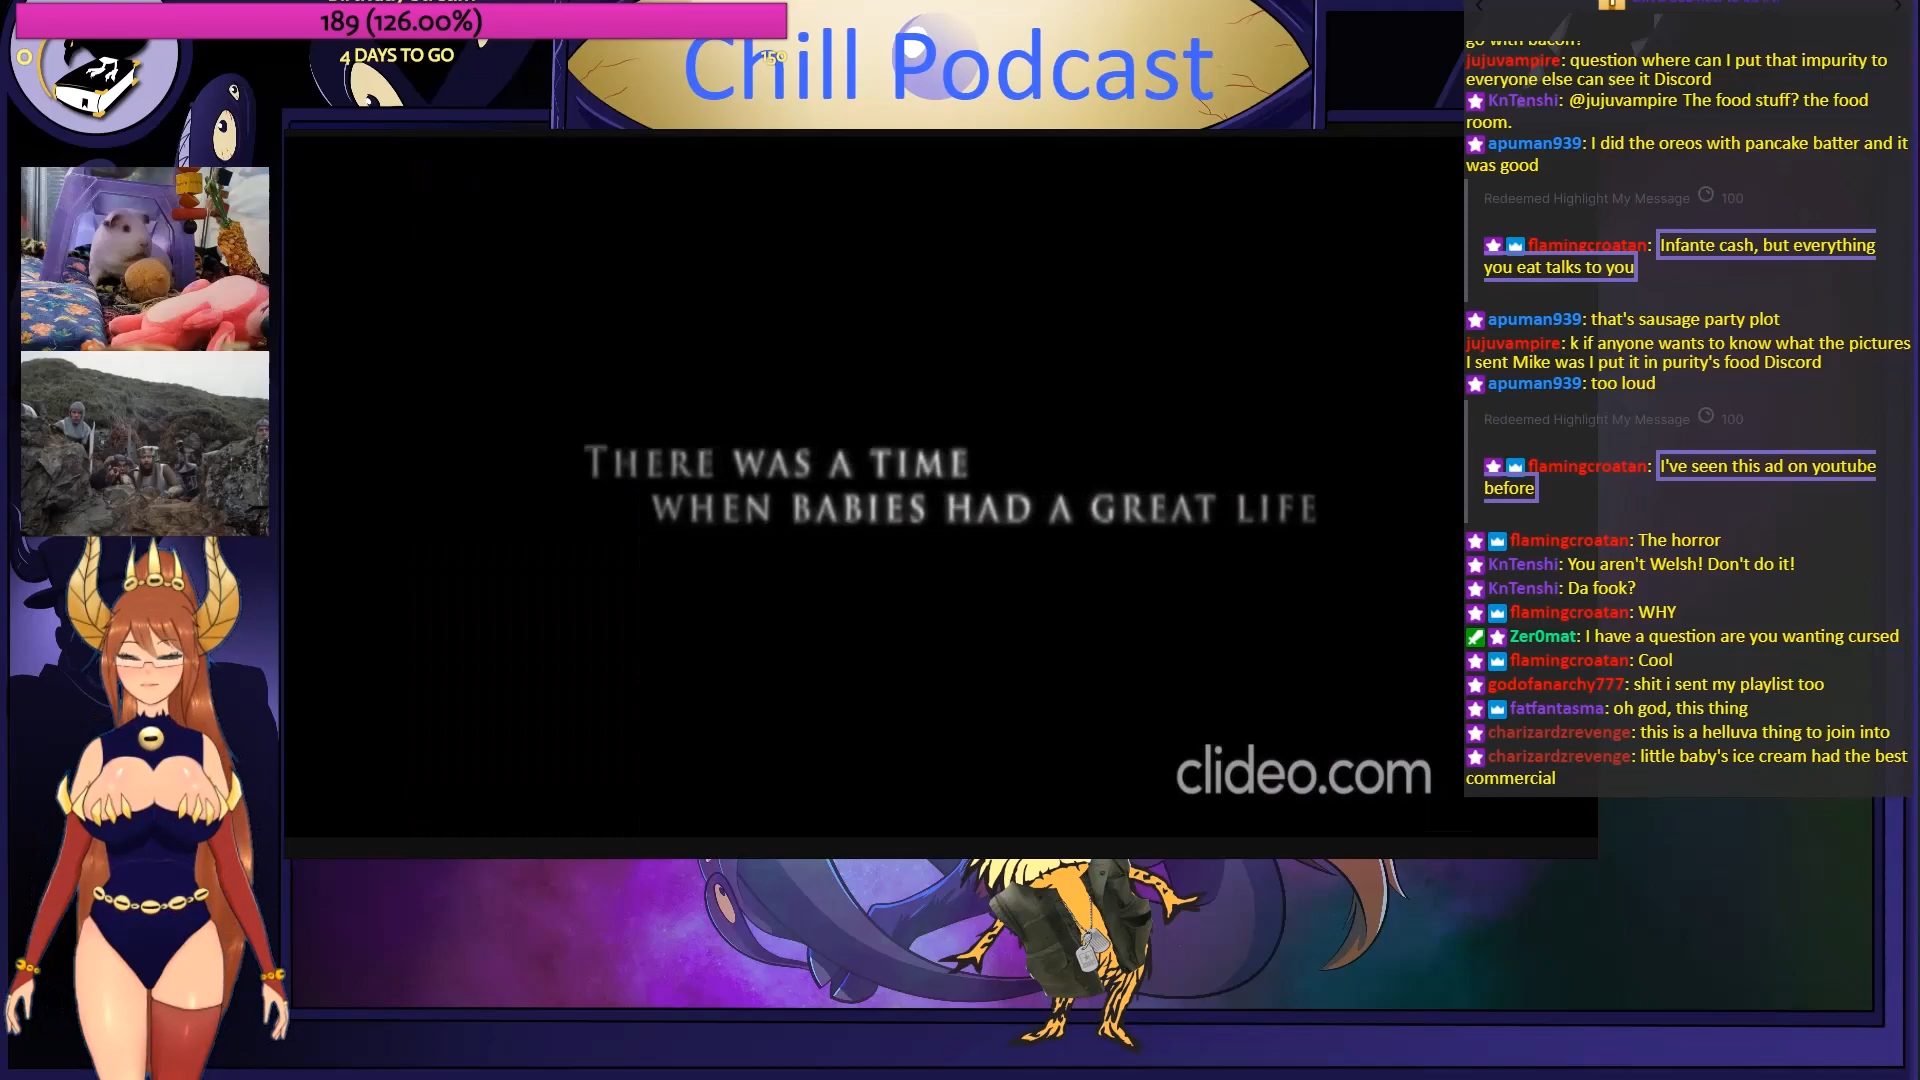 189 (126.00%)
4 DAYS TO GO
150
Chill Podcast
THERE WAS A TIME
WHEN BABIES HAD A GREAT LIFE
clideo.com
go with bacon?
jujuvampire: question where can I put that impurity to
everyone else can see it Discord
KnTenshi: @jujuvampire The food stuff? the food
room.
apuman939: I did the oreos with pancake batter and it
was good
Redeemed Highlight My Message 100
flamingcroatan: Infante cash, but everything
you eat talks to you
apuman939: that's sausage party plot
jujuvampire: k if anyone wants to know what the pictures
I sent Mike was I put it in purity's food Discord
apuman939: too loud
Redeemed Highlight My Message 100
flamingcroatan: I've seen this ad on youtube
before
flamingcroatan: The horror
KnTenshi: You aren't Welsh! Don't do it!
KnTenshi: Da fook?
flamingcroatan: WHY
Zer0mat: I have a question are you wanting cursed
flamingcroatan: Cool
godofanarchy777: shit i sent my playlist too
fatfantasma: oh god, this thing
charizardzrevenge: this is a helluva thing to join into
charizardzrevenge: little baby's ice cream had the best
commercial